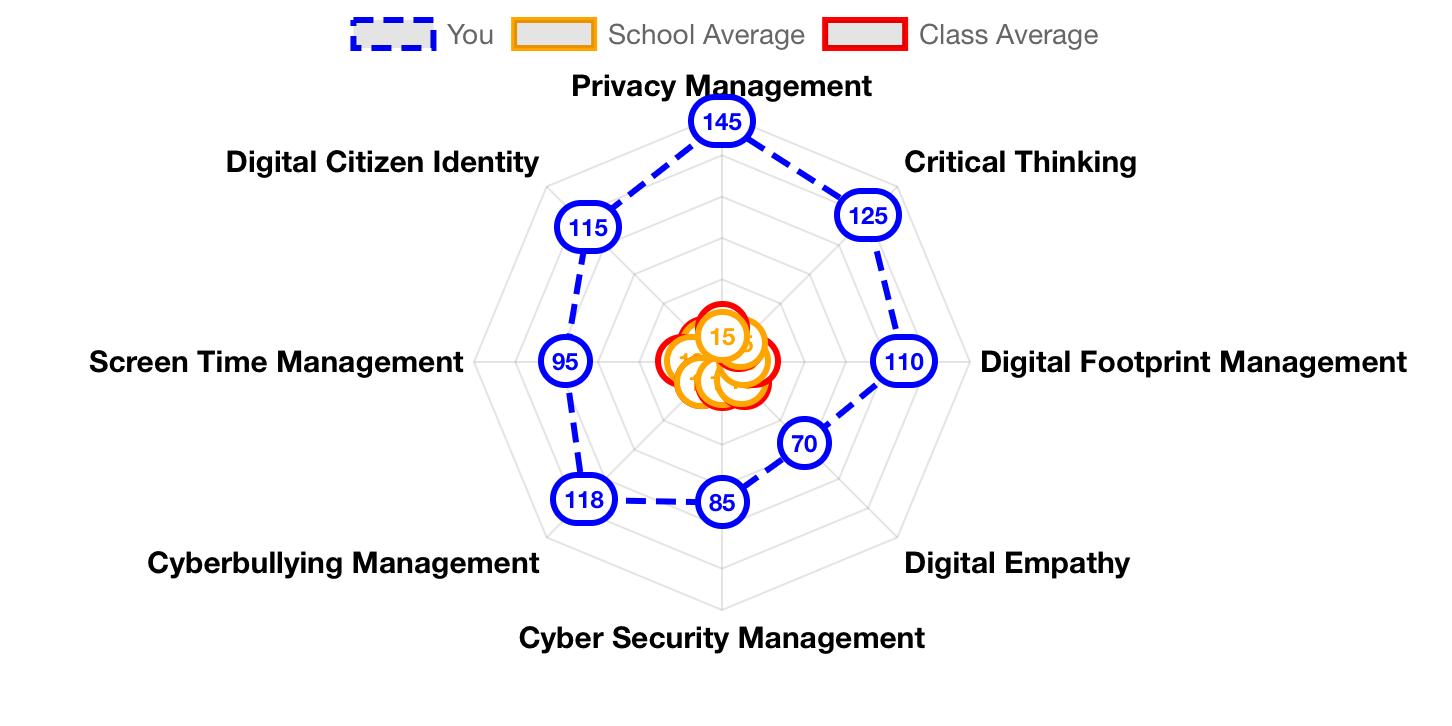 You School Average Class Average
Privacy Management
145
Digital Citizen Identity
Critical Thinking
115
125
15
Screen Time Management
95
110
Digital Footprint Management
70
118
85
Cyberbullying Management
Digital Empathy
Cyber Security Management